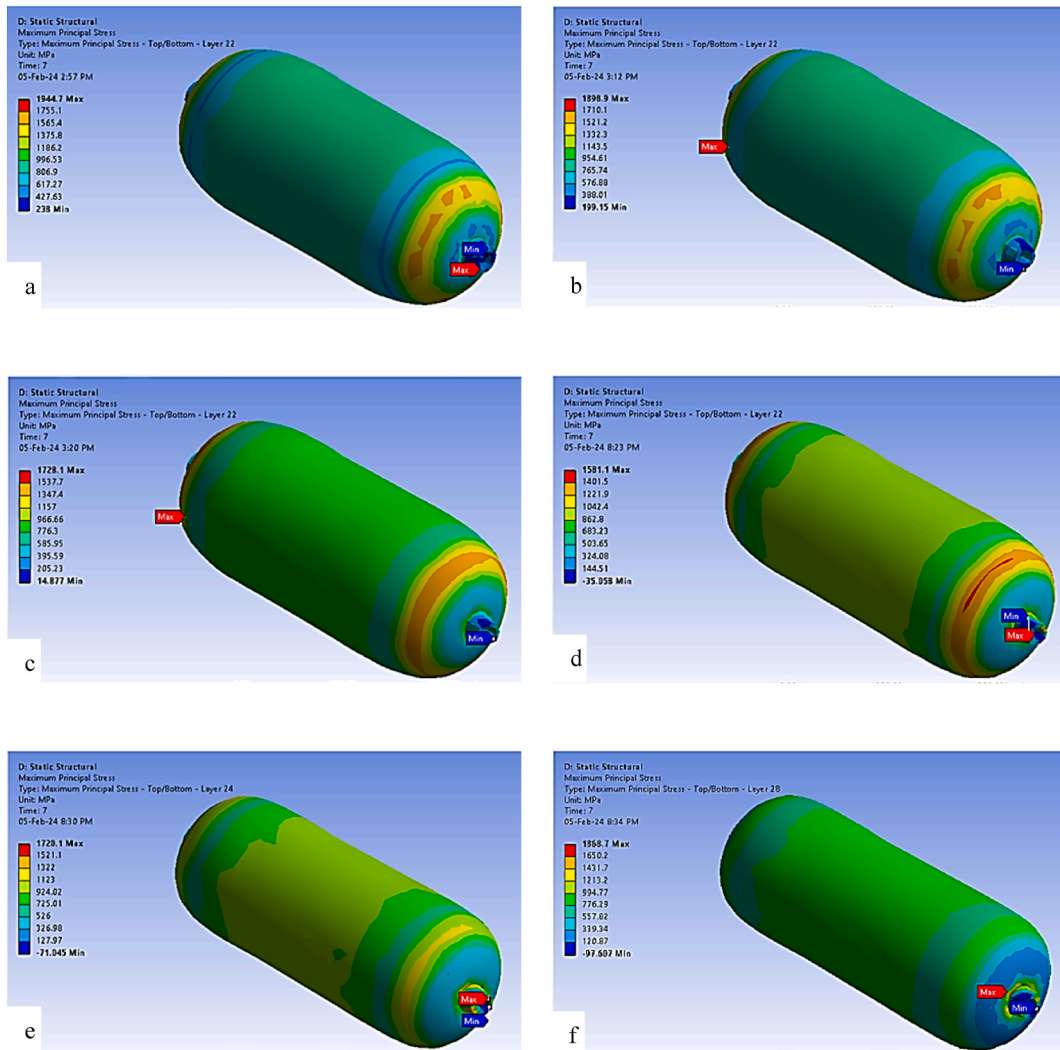 D: Static Structural
Maximum Principal Stress
Type: Maximum Principal Stress - Top/Bottom - Layer 22
Unit: MPa
Time: 7
05-Feb-24 2:57 PM
1944.7 Max
1755.1
1565.4
1375.8
1186.2
996.53
806.9
617.27
427.63
238 Min
Min
Max
a
D: Static Structural
Maximum Principal Stress
Type: Maximum Principal Stress - Top/Bottom - Layer 22
Unit: MPa
Time: 7
05-Feb-24 3:12 PM
1898.9 Max
1710.1
1521.2
1332.3
1143.5
954.61
765.74
576.88
388.01
199.15 Min
Max
Min
b
D: Static Structural
Maximum Principal Stress
Type: Maximum Principal Stress - Top/Bottom - Layer 22
Unit: MPa
Time: 7
05-Feb-24 3:20 PM
1728.1 Max
1537.7
1347.4
1157
966.66
776.3
585.95
395.59
205.23
14.877 Min
Max
Min
c
D: Static Structural
Maximum Principal Stress
Type: Maximum Principal Stress - Top/Bottom - Layer 22
Unit: MPa
Time: 7
05-Feb-24 8:23 PM
1581.1 Max
1401.5
1221.9
1042.4
862.8
683.23
503.65
324.08
144.51
-35.058 Min
Min
Max
d
D: Static Structural
Maximum Principal Stress
Type: Maximum Principal Stress - Top/Bottom - Layer 24
Unit: MPa
Time: 7
05-Feb-24 8:30 PM
1720.1 Max
1521.1
1322
1123
924.02
725.01
526
326.98
127.97
-71.045 Min
Max
Min
e
D: Static Structural
Maximum Principal Stress
Type: Maximum Principal Stress - Top/Bottom - Layer 28
Unit: MPa
Time: 7
05-Feb-24 8:34 PM
1868.7 Max
1650.2
1431.7
1213.2
994.77
776.29
557.82
339.34
120.87
-97.607 Min
Max
Min
f